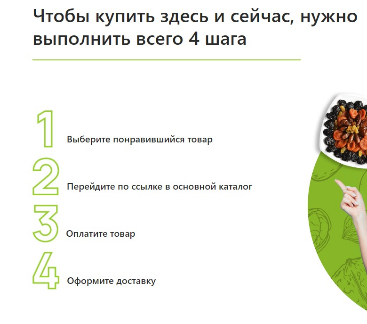 Чтобы купить здесь и сейчас, нужно
выполнить всего 4 шага
1 Выберите понравившийся товар
2 Перейдите по ссылке в основной каталог
3 Оплатите товар
4 Оформите доставку